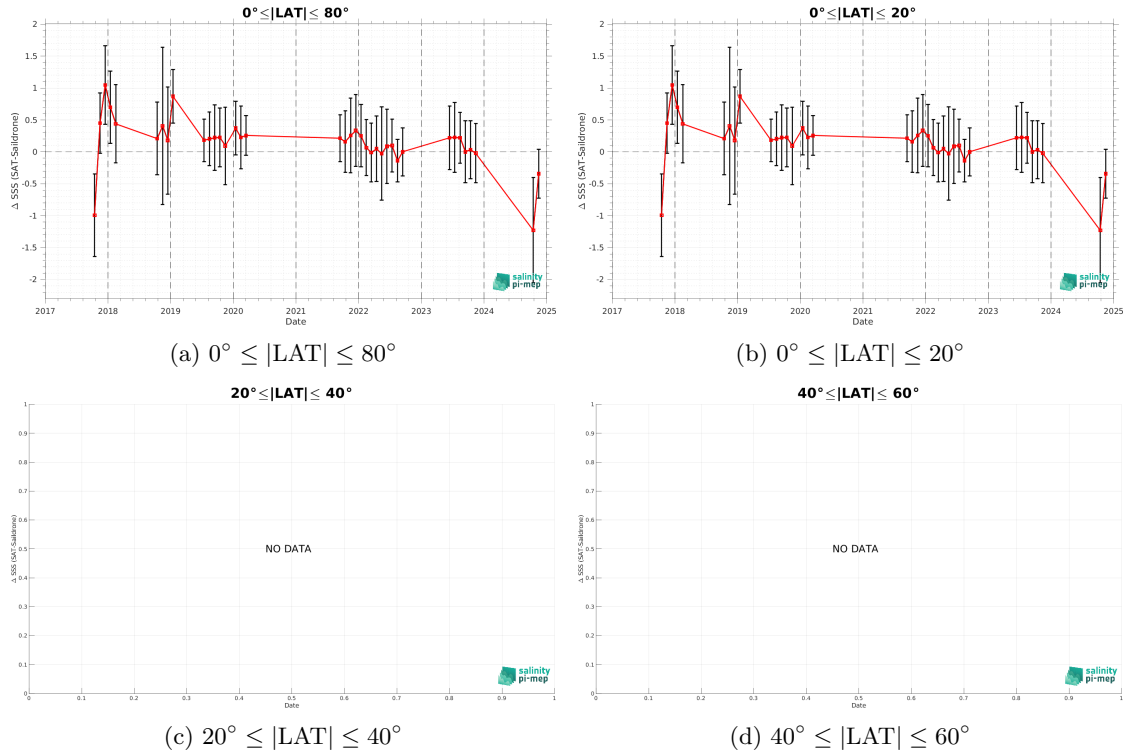 0°≤|LAT|≤ 80°
2
1.5
1
0.5
0
-0.5
-1
-1.5
-2
Δ SSS (SAT-Saildrone)
2017 2018 2019 2020 2021 2022 2023 2024 2025
Date
salinity
pi-mep
(a) 0° ≤ |LAT| ≤ 80°
0°≤|LAT|≤ 20°
2
1.5
1
0.5
0
-0.5
-1
-1.5
-2
Δ SSS (SAT-Saildrone)
2017 2018 2019 2020 2021 2022 2023 2024 2025
Date
salinity
pi-mep
(b) 0° ≤ |LAT| ≤ 20°
20°≤|LAT|≤ 40°
1
0.9
0.8
0.7
0.6
0.5
0.4
0.3
0.2
0.1
0
Δ SSS (SAT-Saildrone)
NO DATA
0 0.1 0.2 0.3 0.4 0.5 0.6 0.7 0.8 0.9 1
Date
salinity
pi-mep
(c) 20° ≤ |LAT| ≤ 40°
40°≤|LAT|≤ 60°
1
0.9
0.8
0.7
0.6
0.5
0.4
0.3
0.2
0.1
0
Δ SSS (SAT-Saildrone)
NO DATA
0 0.1 0.2 0.3 0.4 0.5 0.6 0.7 0.8 0.9 1
Date
salinity
pi-mep
(d) 40° ≤ |LAT| ≤ 60°